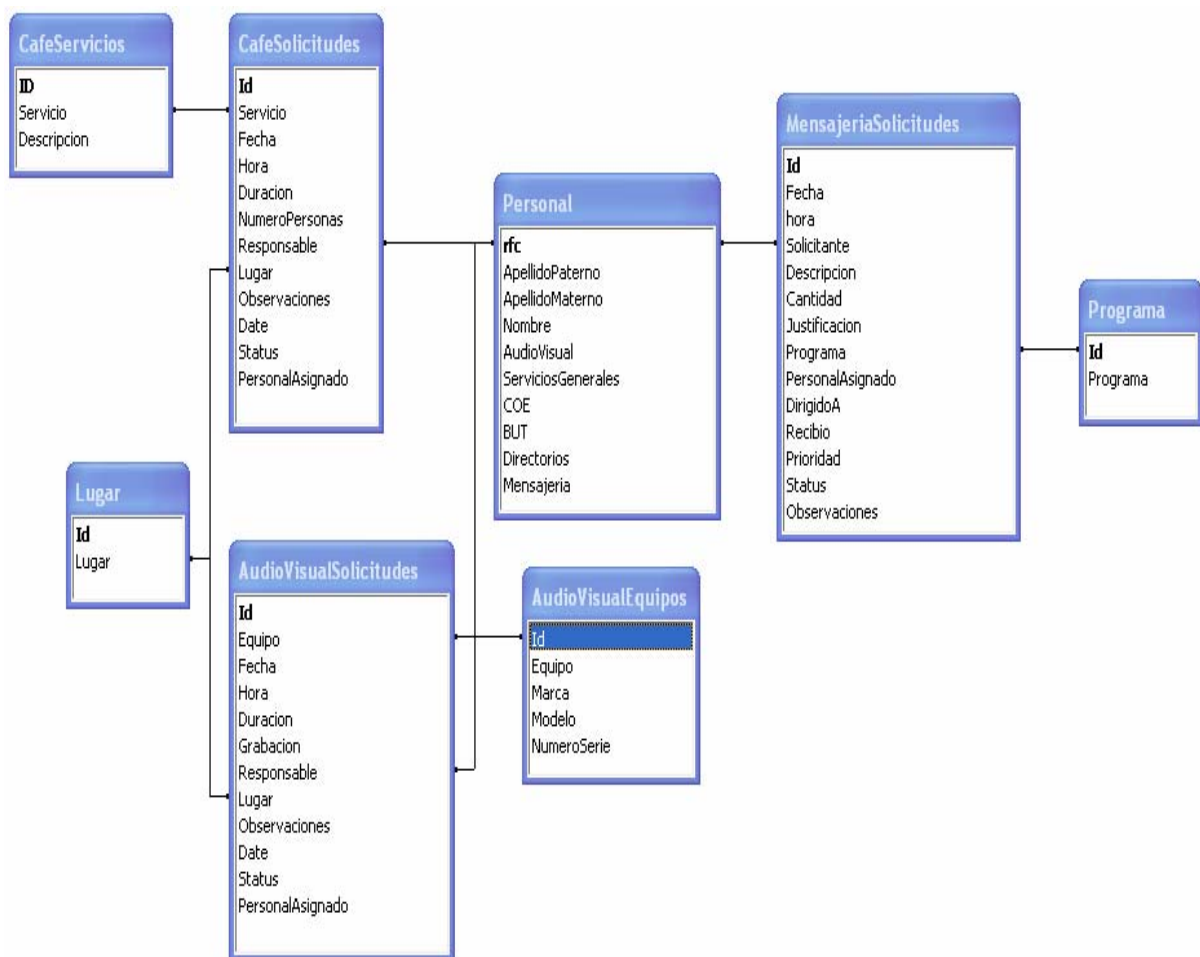 CafeServicios
ID
Servicio
Descripcion
CafeSolicitudes
Id
Servicio
Fecha
Hora
Duracion
NumeroPersonas
Responsable
Lugar
Observaciones
Date
Status
PersonalAsignado
Personal
rfc
ApellidoPaterno
ApellidoMaterno
Nombre
AudioVisual
ServiciosGenerales
COE
BUT
Directorios
Mensajeria
MensajeriaSolicitudes
Id
Fecha
hora
Solicitante
Descripcion
Cantidad
Justificacion
Programa
PersonalAsignado
DirigidoA
Recibio
Prioridad
Status
Observaciones
Programa
Id
Programa
Lugar
Id
Lugar
AudioVisualSolicitudes
Id
Equipo
Fecha
Hora
Duracion
Grabacion
Responsable
Lugar
Observaciones
Date
Status
PersonalAsignado
AudioVisualEquipos
Id
Equipo
Marca
Modelo
NumeroSerie